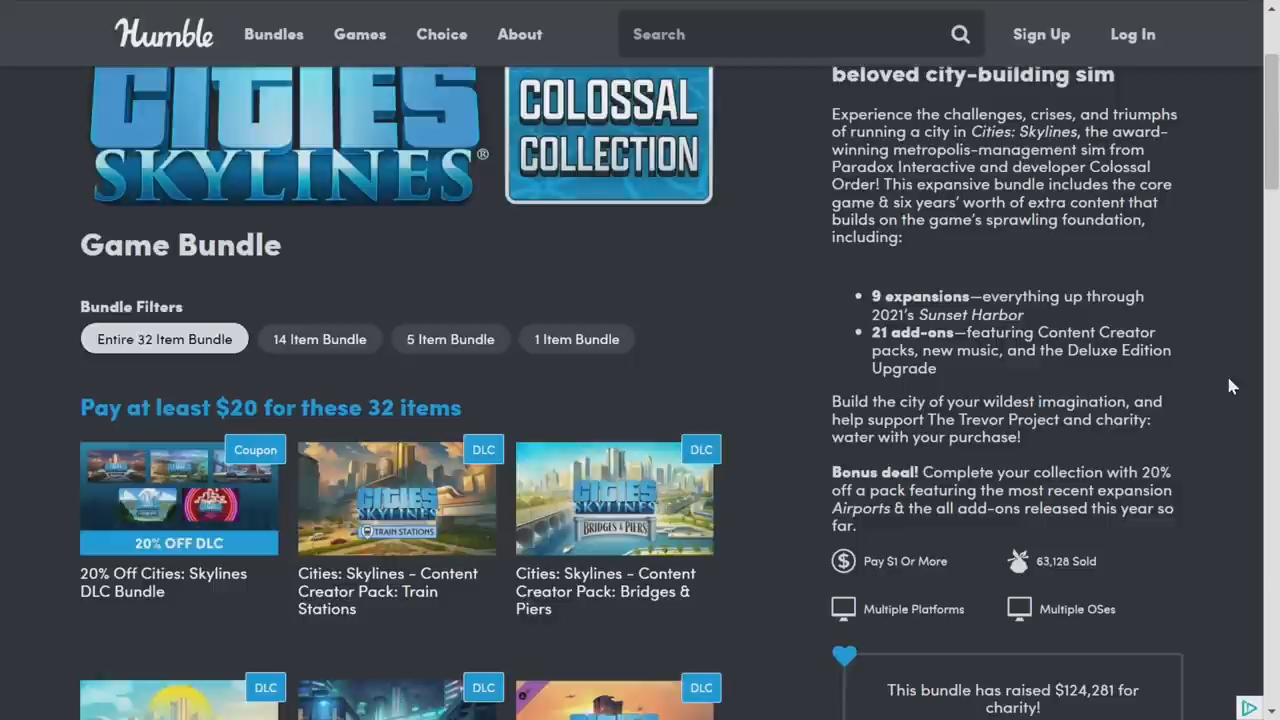 Humble
Bundles
Games
Choice
About
Search
Sign Up
Log In
CITIES
SKYLINES®
COLOSSAL
COLLECTION
Game Bundle
Bundle Filters
Entire 32 Item Bundle
14 Item Bundle
5 Item Bundle
1 Item Bundle
Pay at least $20 for these 32 items
Coupon
20% OFF DLC
20% Off Cities: Skylines
DLC Bundle
DLC
CITIES
SKYLINES
TRAIN STATIONS
Cities: Skylines - Content
Creator Pack: Train
Stations
DLC
CITIES
SKYLINES
BRIDGES & PIERS
Cities: Skylines - Content
Creator Pack: Bridges &
Piers
DLC
DLC
DLC
beloved city-building sim
Experience the challenges, crises, and triumphs
of running a city in Cities: Skylines, the award-
winning metropolis-management sim from
Paradox Interactive and developer Colossal
Order! This expansive bundle includes the core
game & six years' worth of extra content that
builds on the game's sprawling foundation,
including:
• 9 expansions—everything up through
2021's Sunset Harbor
• 21 add-ons—featuring Content Creator
packs, new music, and the Deluxe Edition
Upgrade
Build the city of your wildest imagination, and
help support The Trevor Project and charity:
water with your purchase!
Bonus deal! Complete your collection with 20%
off a pack featuring the most recent expansion
Airports & the all add-ons released this year so
far.
Pay $1 Or More
63,128 Sold
Multiple Platforms
Multiple OSes
This bundle has raised $124,281 for
charity!